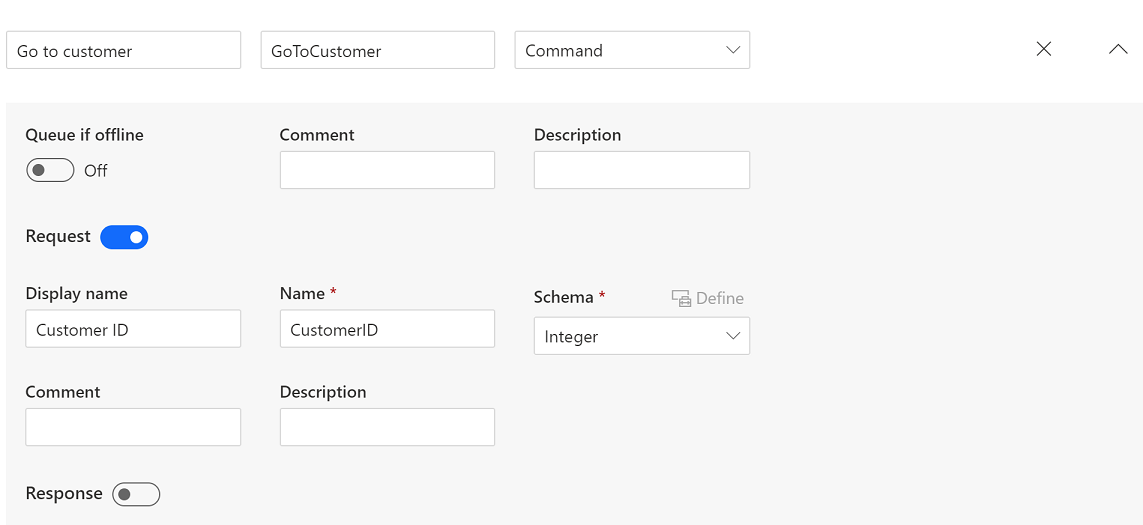 Go to customer GoToCustomer Command
Queue if offline Comment Description
Off
Request
Display name Name * Schema * Define
Customer ID CustomerID Integer
Comment Description
Response